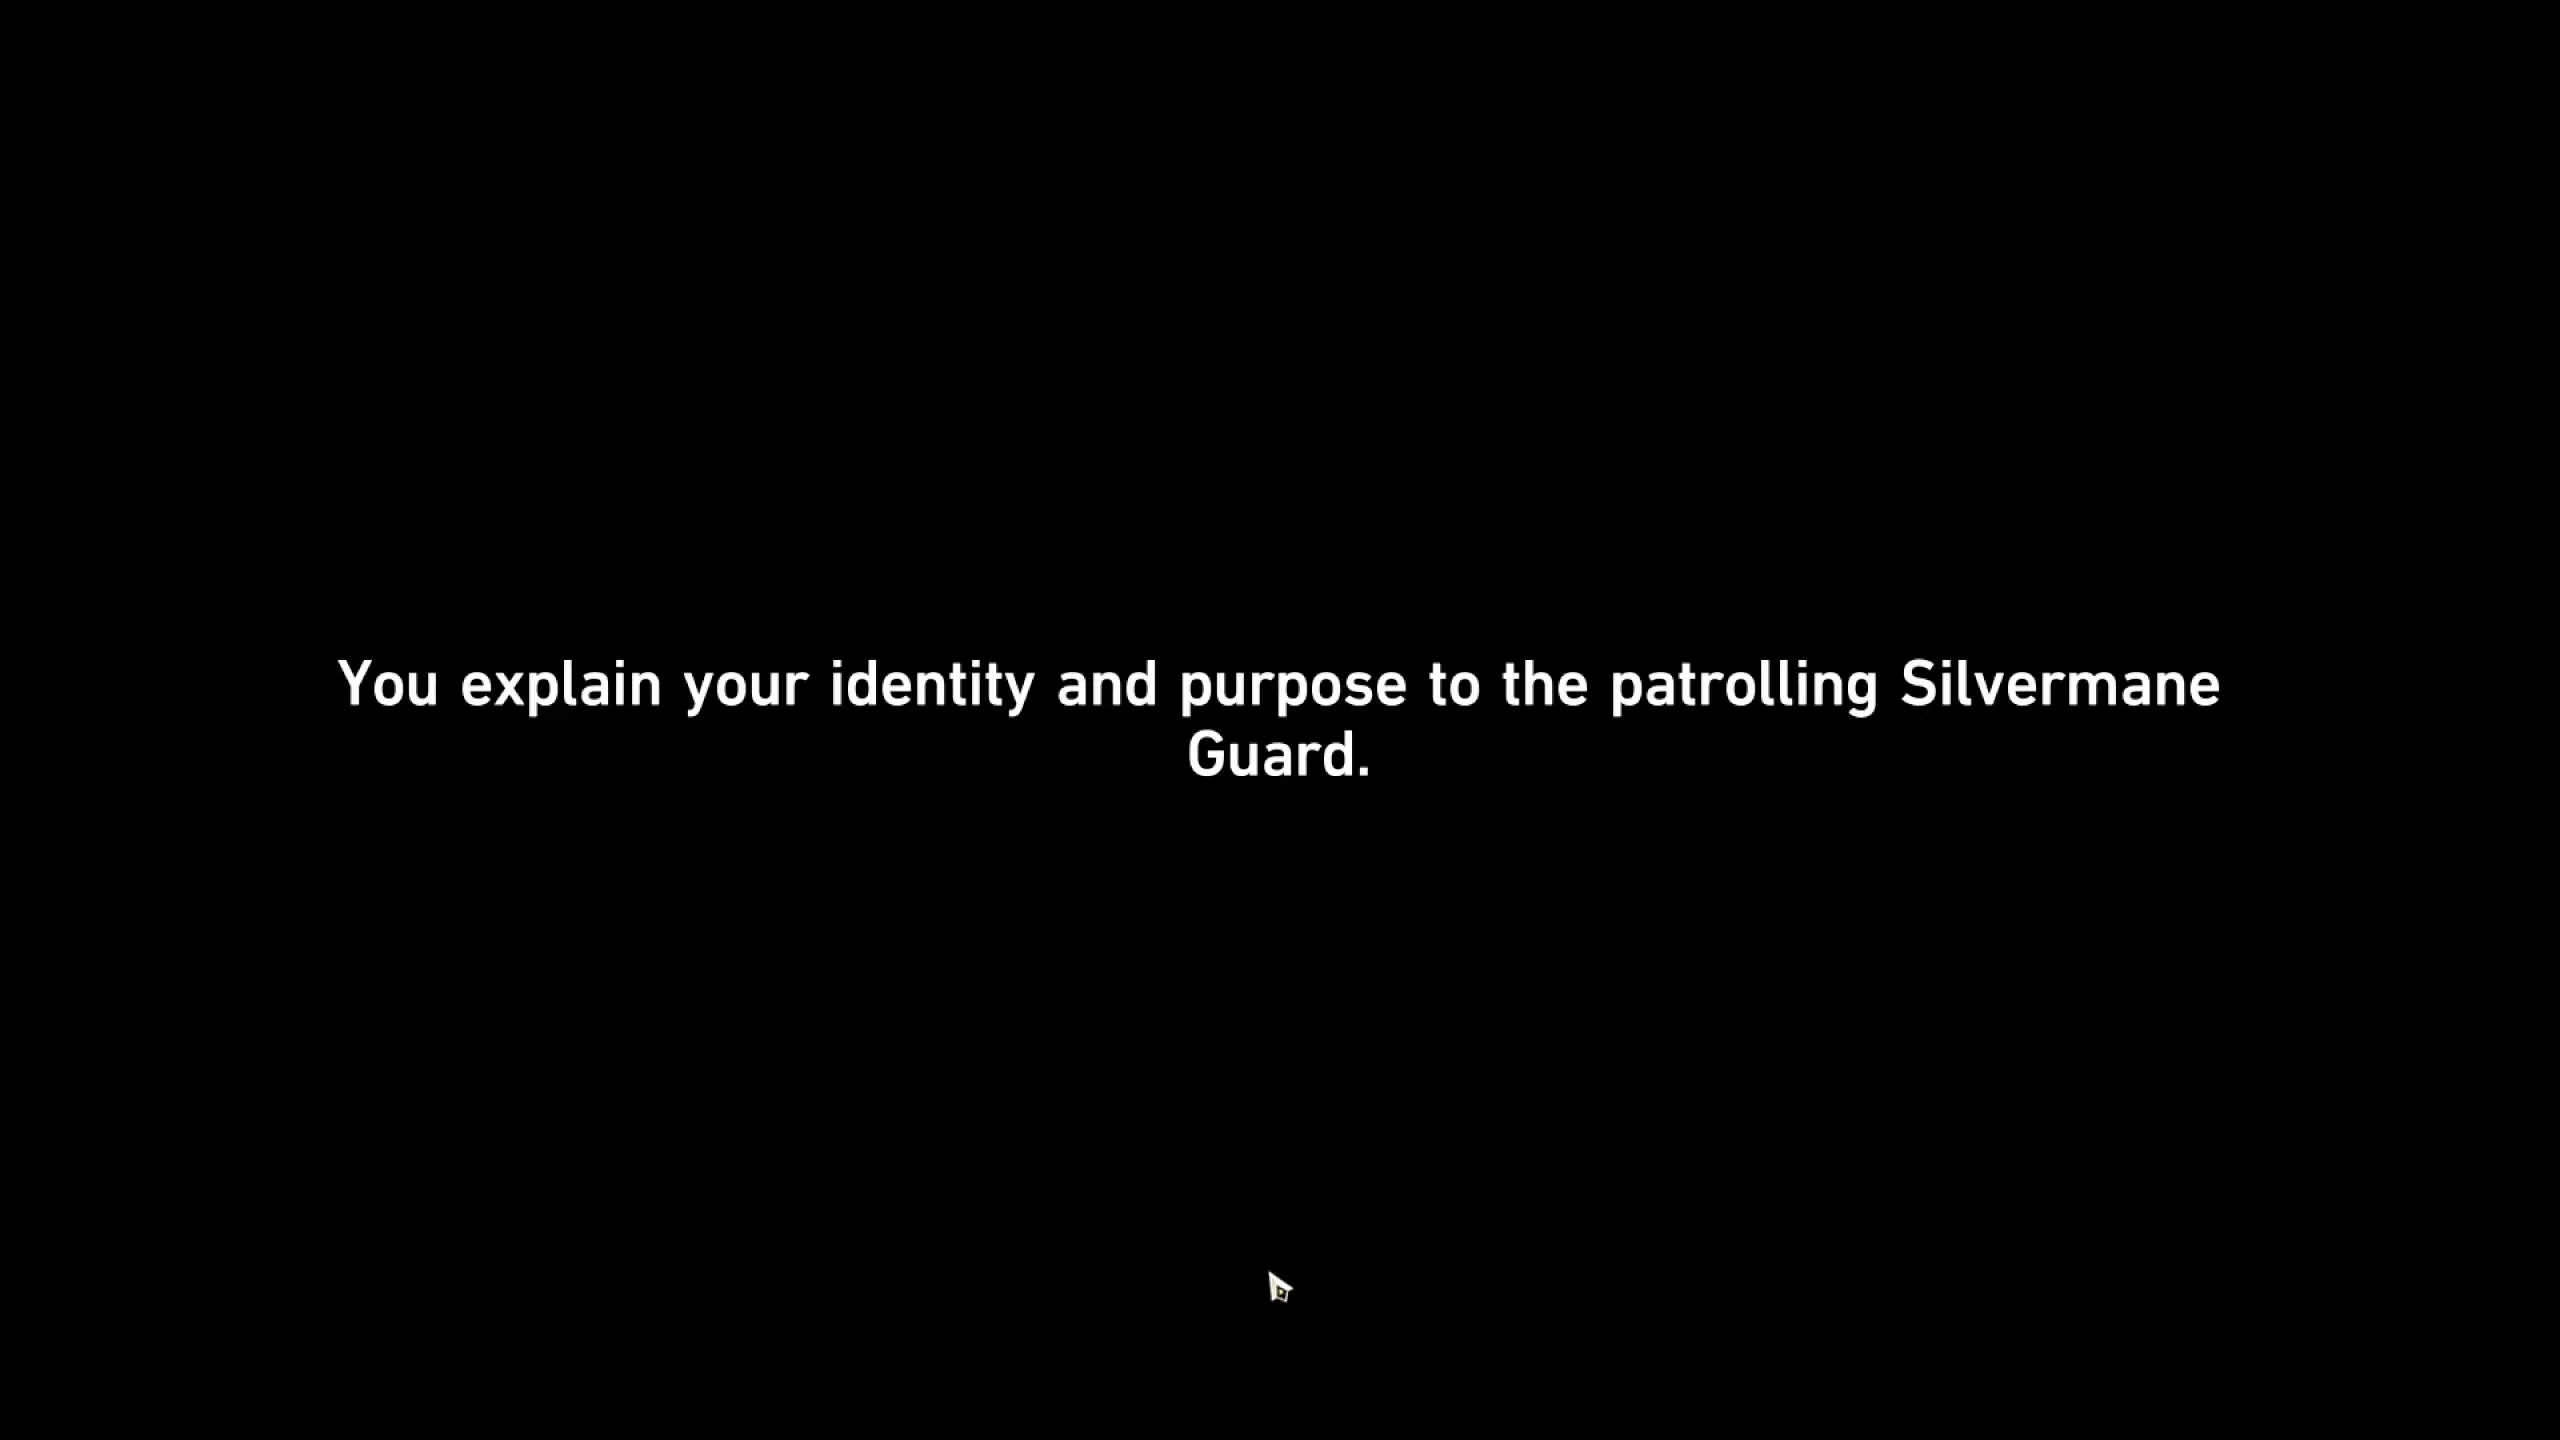 You explain your identity and purpose to the patrolling Silvermane
Guard.